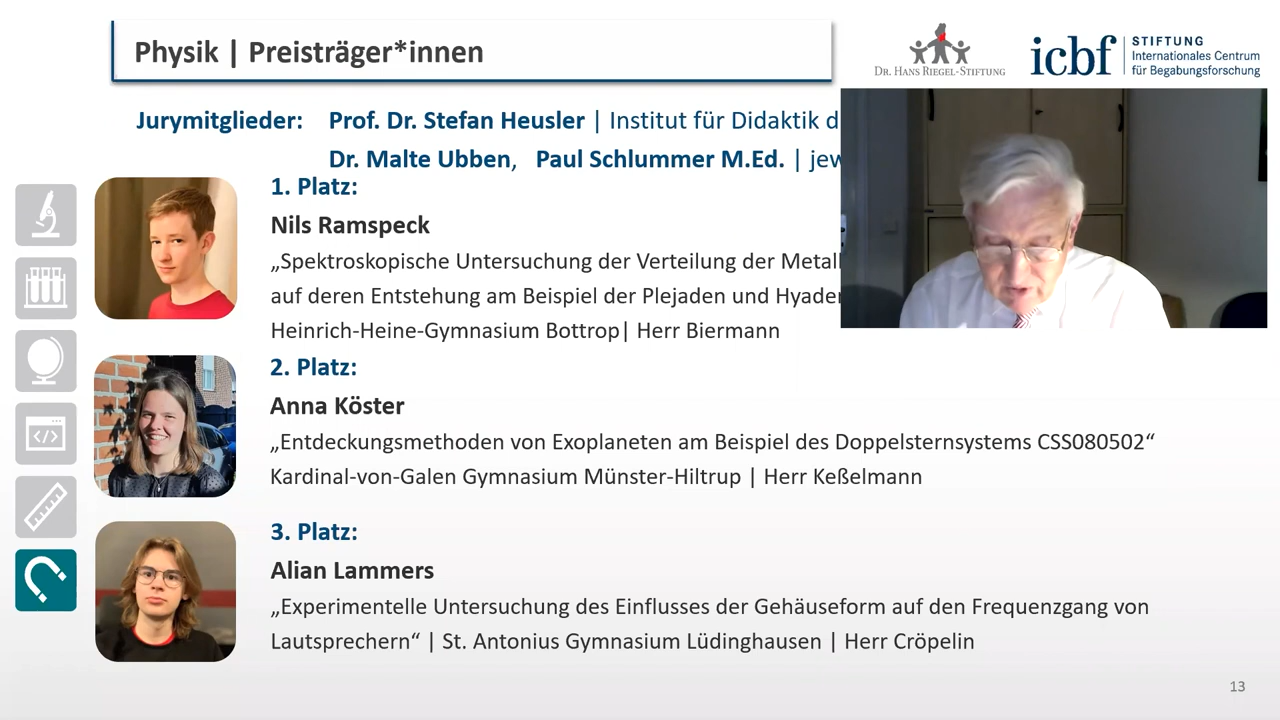 Physik | Preisträger*innen
DR. HANS RIEGEL-STIFTUNG
icbf
STIFTUNG
Internationales Centrum
für Begabungsforschung
Jurymitglieder: Prof. Dr. Stefan Heusler | Institut für Didaktik
Dr. Malte Ubben, Paul Schlummer M.Ed. |
1. Platz:
Nils Ramspeck
„Spektroskopische Untersuchung der Verteilung der
auf deren Entstehung am Beispiel der Plejaden und
Heinrich-Heine-Gymnasium Bottrop| Herr Biermann
2. Platz:
Anna Köster
„Entdeckungsmethoden von Exoplaneten am Beispiel des Doppelsternsystems CSS080502“
Kardinal-von-Galen Gymnasium Münster-Hiltrup | Herr Keßelmann
3. Platz:
Alian Lammers
„Experimentelle Untersuchung des Einflusses der Gehäuseform auf den Frequenzgang von
Lautsprechern“ | St. Antonius Gymnasium Lüdinghausen | Herr Cröpelin
13